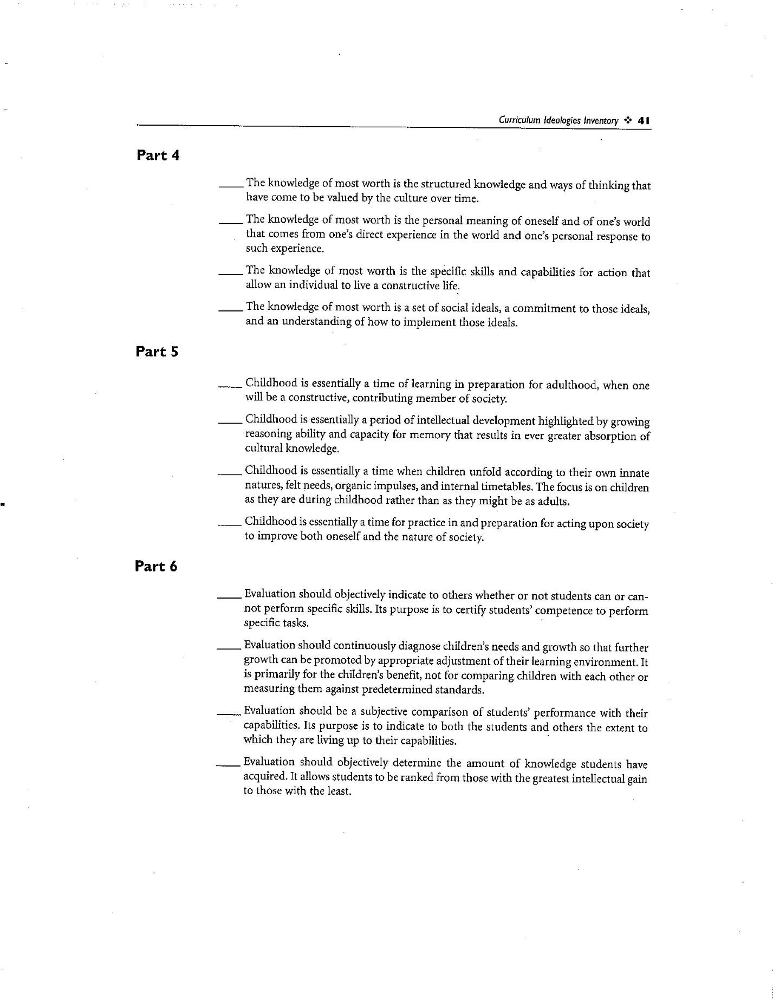 Curriculum Ideologies Inventory ❖ 41
Part 4
____ The knowledge of most worth is the structured knowledge and ways of thinking that
have come to be valued by the culture over time.
____ The knowledge of most worth is the personal meaning of oneself and of one's world
that comes from one's direct experience in the world and one's personal response to
such experience.
____ The knowledge of most worth is the specific skills and capabilities for action that
allow an individual to live a constructive life.
____ The knowledge of most worth is a set of social ideals, a commitment to those ideals,
and an understanding of how to implement those ideals.
Part 5
____ Childhood is essentially a time of learning in preparation for adulthood, when one
will be a constructive, contributing member of society.
____ Childhood is essentially a period of intellectual development highlighted by growing
reasoning ability and capacity for memory that results in ever greater absorption of
cultural knowledge.
____ Childhood is essentially a time when children unfold according to their own innate
natures, felt needs, organic impulses, and internal timetables. The focus is on children
as they are during childhood rather than as they might be as adults.
____ Childhood is essentially a time for practice in and preparation for acting upon society
to improve both oneself and the nature of society.
Part 6
____ Evaluation should objectively indicate to others whether or not students can or can-
not perform specific skills. Its purpose is to certify students' competence to perform
specific tasks.
____ Evaluation should continuously diagnose children's needs and growth so that further
growth can be promoted by appropriate adjustment of their learning environment. It
is primarily for the children's benefit, not for comparing children with each other or
measuring them against predetermined standards.
____ Evaluation should be a subjective comparison of students' performance with their
capabilities. Its purpose is to indicate to both the students and others the extent to
which they are living up to their capabilities.
____ Evaluation should objectively determine the amount of knowledge students have
acquired. It allows students to be ranked from those with the greatest intellectual gain
to those with the least.